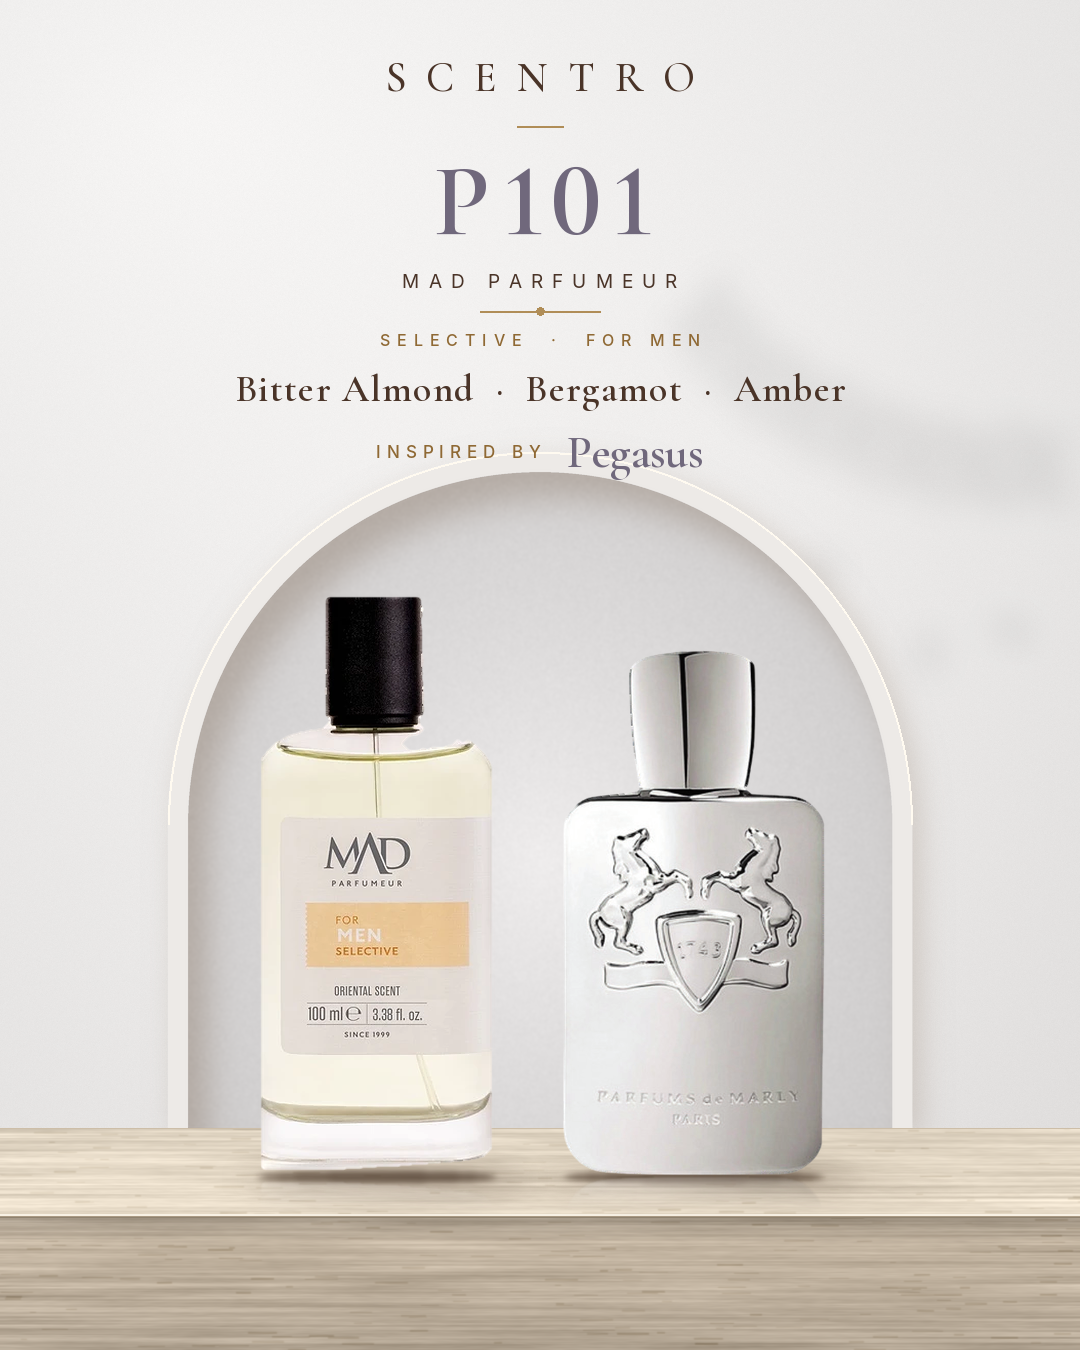 SCENTRO
P101
MAD PARFUMEUR
SELECTIVE · FOR MEN
Bitter Almond · Bergamot · Amber
INSPIRED BY Pegasus
MAD
PARFUMEUR
FOR
MEN
SELECTIVE
ORIENTAL SCENT
100 ml ℮ 3.38 fl. oz.
SINCE 1999
1743
PARFUMS de MARLY
PARIS